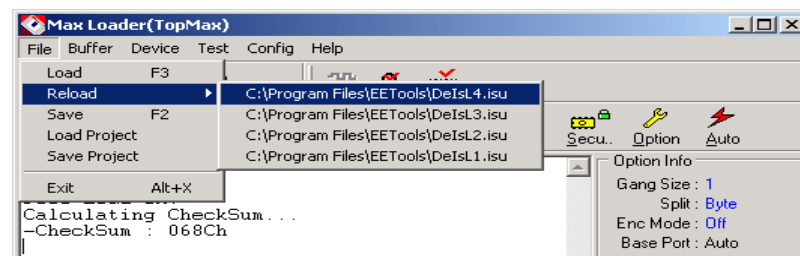 Max Loader(TopMax)
File Buffer Device Test Config Help
Load F3
Reload
Save F2
Load Project
Save Project
Exit Alt+X
C:\Program Files\EETools\DeIsL4.isu
C:\Program Files\EETools\DeIsL3.isu
C:\Program Files\EETools\DeIsL2.isu
C:\Program Files\EETools\DeIsL1.isu
Secu.. Option Auto
Option Info
Gang Size : 1
Split : Byte
Enc Mode : Off
Base Port : Auto
Calculating CheckSum...
-CheckSum : 068Ch